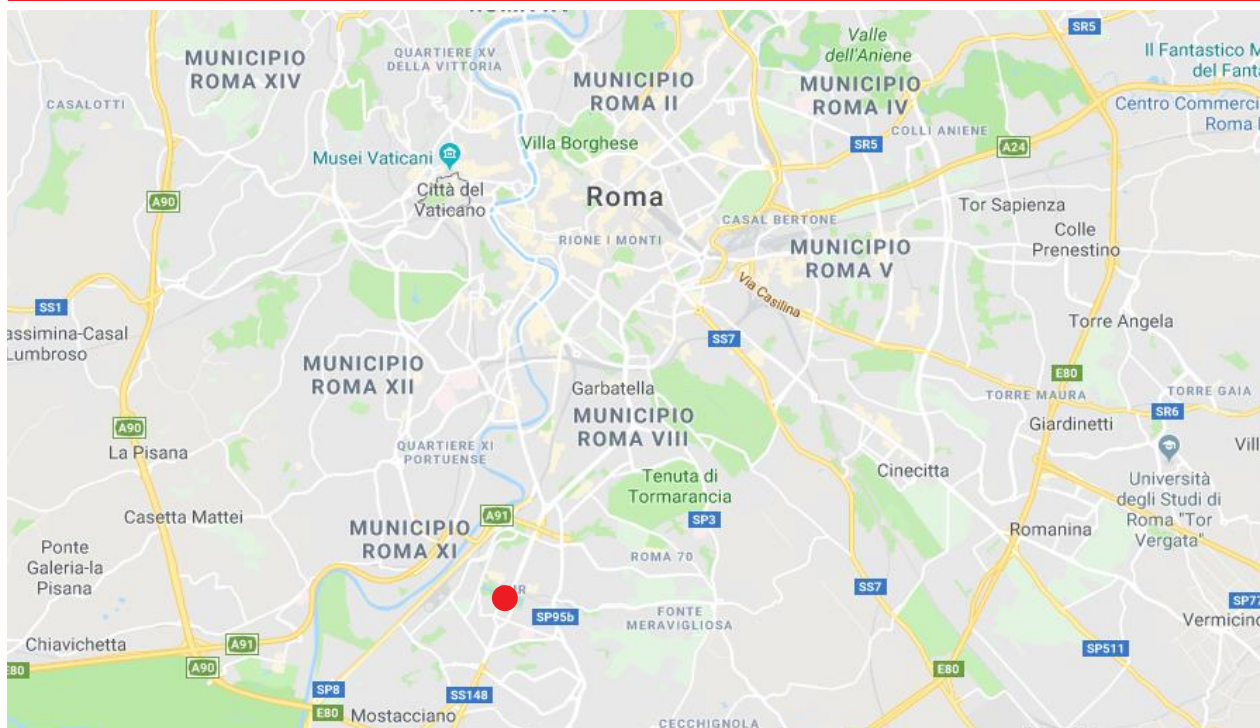 SR5
Valle
dell'Aniene
Il Fantastico M
del Fanta
MUNICIPIO
ROMA XIV
QUARTIERE XV
DELLA VITTORIA
MUNICIPIO
ROMA II
MUNICIPIO
ROMA IV
CASALOTTI
Centro Commerci
Roma
COLLI ANIENE
Villa Borghese
SR5
A24
Musei Vaticani
Città del
Vaticano
A90
Roma
Tor Sapienza
CASAL BERTONE
Colle
Prenestino
RIONE I MONTI
MUNICIPIO
ROMA V
Via Casilina
SS1
assimina-Casal
Lumbroso
Torre Angela
SS7
MUNICIPIO
ROMA XII
E80
Garbatella
TORRE MAURA
TORRE GAIA
SR6
MUNICIPIO
ROMA VIII
Giardinetti
A90
La Pisana
QUARTIERE XI
PORTUENSE
Vill
Cinecitta
Tenuta di
Tormarancia
Università
degli Studi di
Roma "Tor
Vergata"
Casetta Mattei
A91
SP3
MUNICIPIO
ROMA XI
Romanina
Ponte
Galeria-la
Pisana
ROMA 70
SS7
SP77
SP95b
FONTE
MERAVIGLIOSA
Vermicino
Chiavichetta
A91
SP511
E80
A90
E80
SP8
SS148
E80
Mostacciano
CECCHIGNOLA